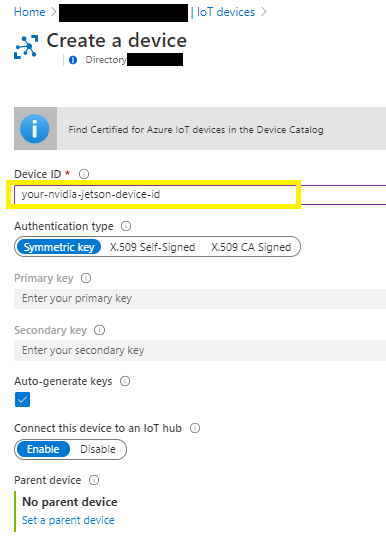 Home > | IoT devices >
Create a device
Directory:
Find Certified for Azure IoT devices in the Device Catalog
Device ID *
your-nvidia-jetson-device-id
Authentication type
Symmetric key X.509 Self-Signed X.509 CA Signed
Primary key
Enter your primary key
Secondary key
Enter your secondary key
Auto-generate keys
Connect this device to an IoT hub
Enable Disable
Parent device
No parent device
Set a parent device